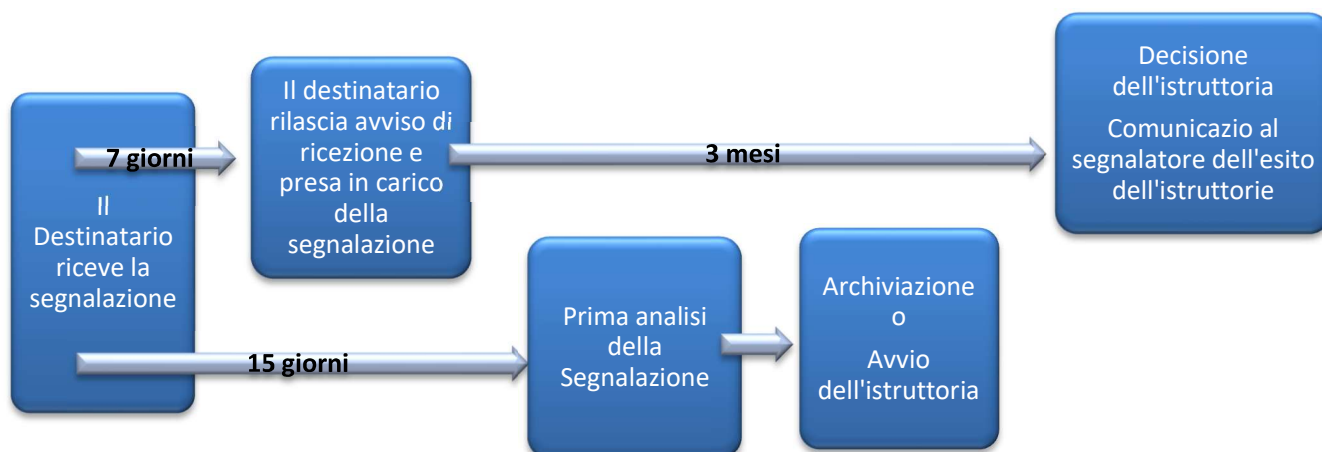 Il
Destinatario
riceve la
segnalazione
7 giorni
Il destinatario
rilascia avviso di
ricezione e
presa in carico
della
segnalazione
3 mesi
Decisione
dell'istruttoria
Comunicazio al
segnalatore dell'esito
dell'istruttorie
15 giorni
Prima analisi
della
Segnalazione
Archiviazione
o
Avvio
dell'istruttoria